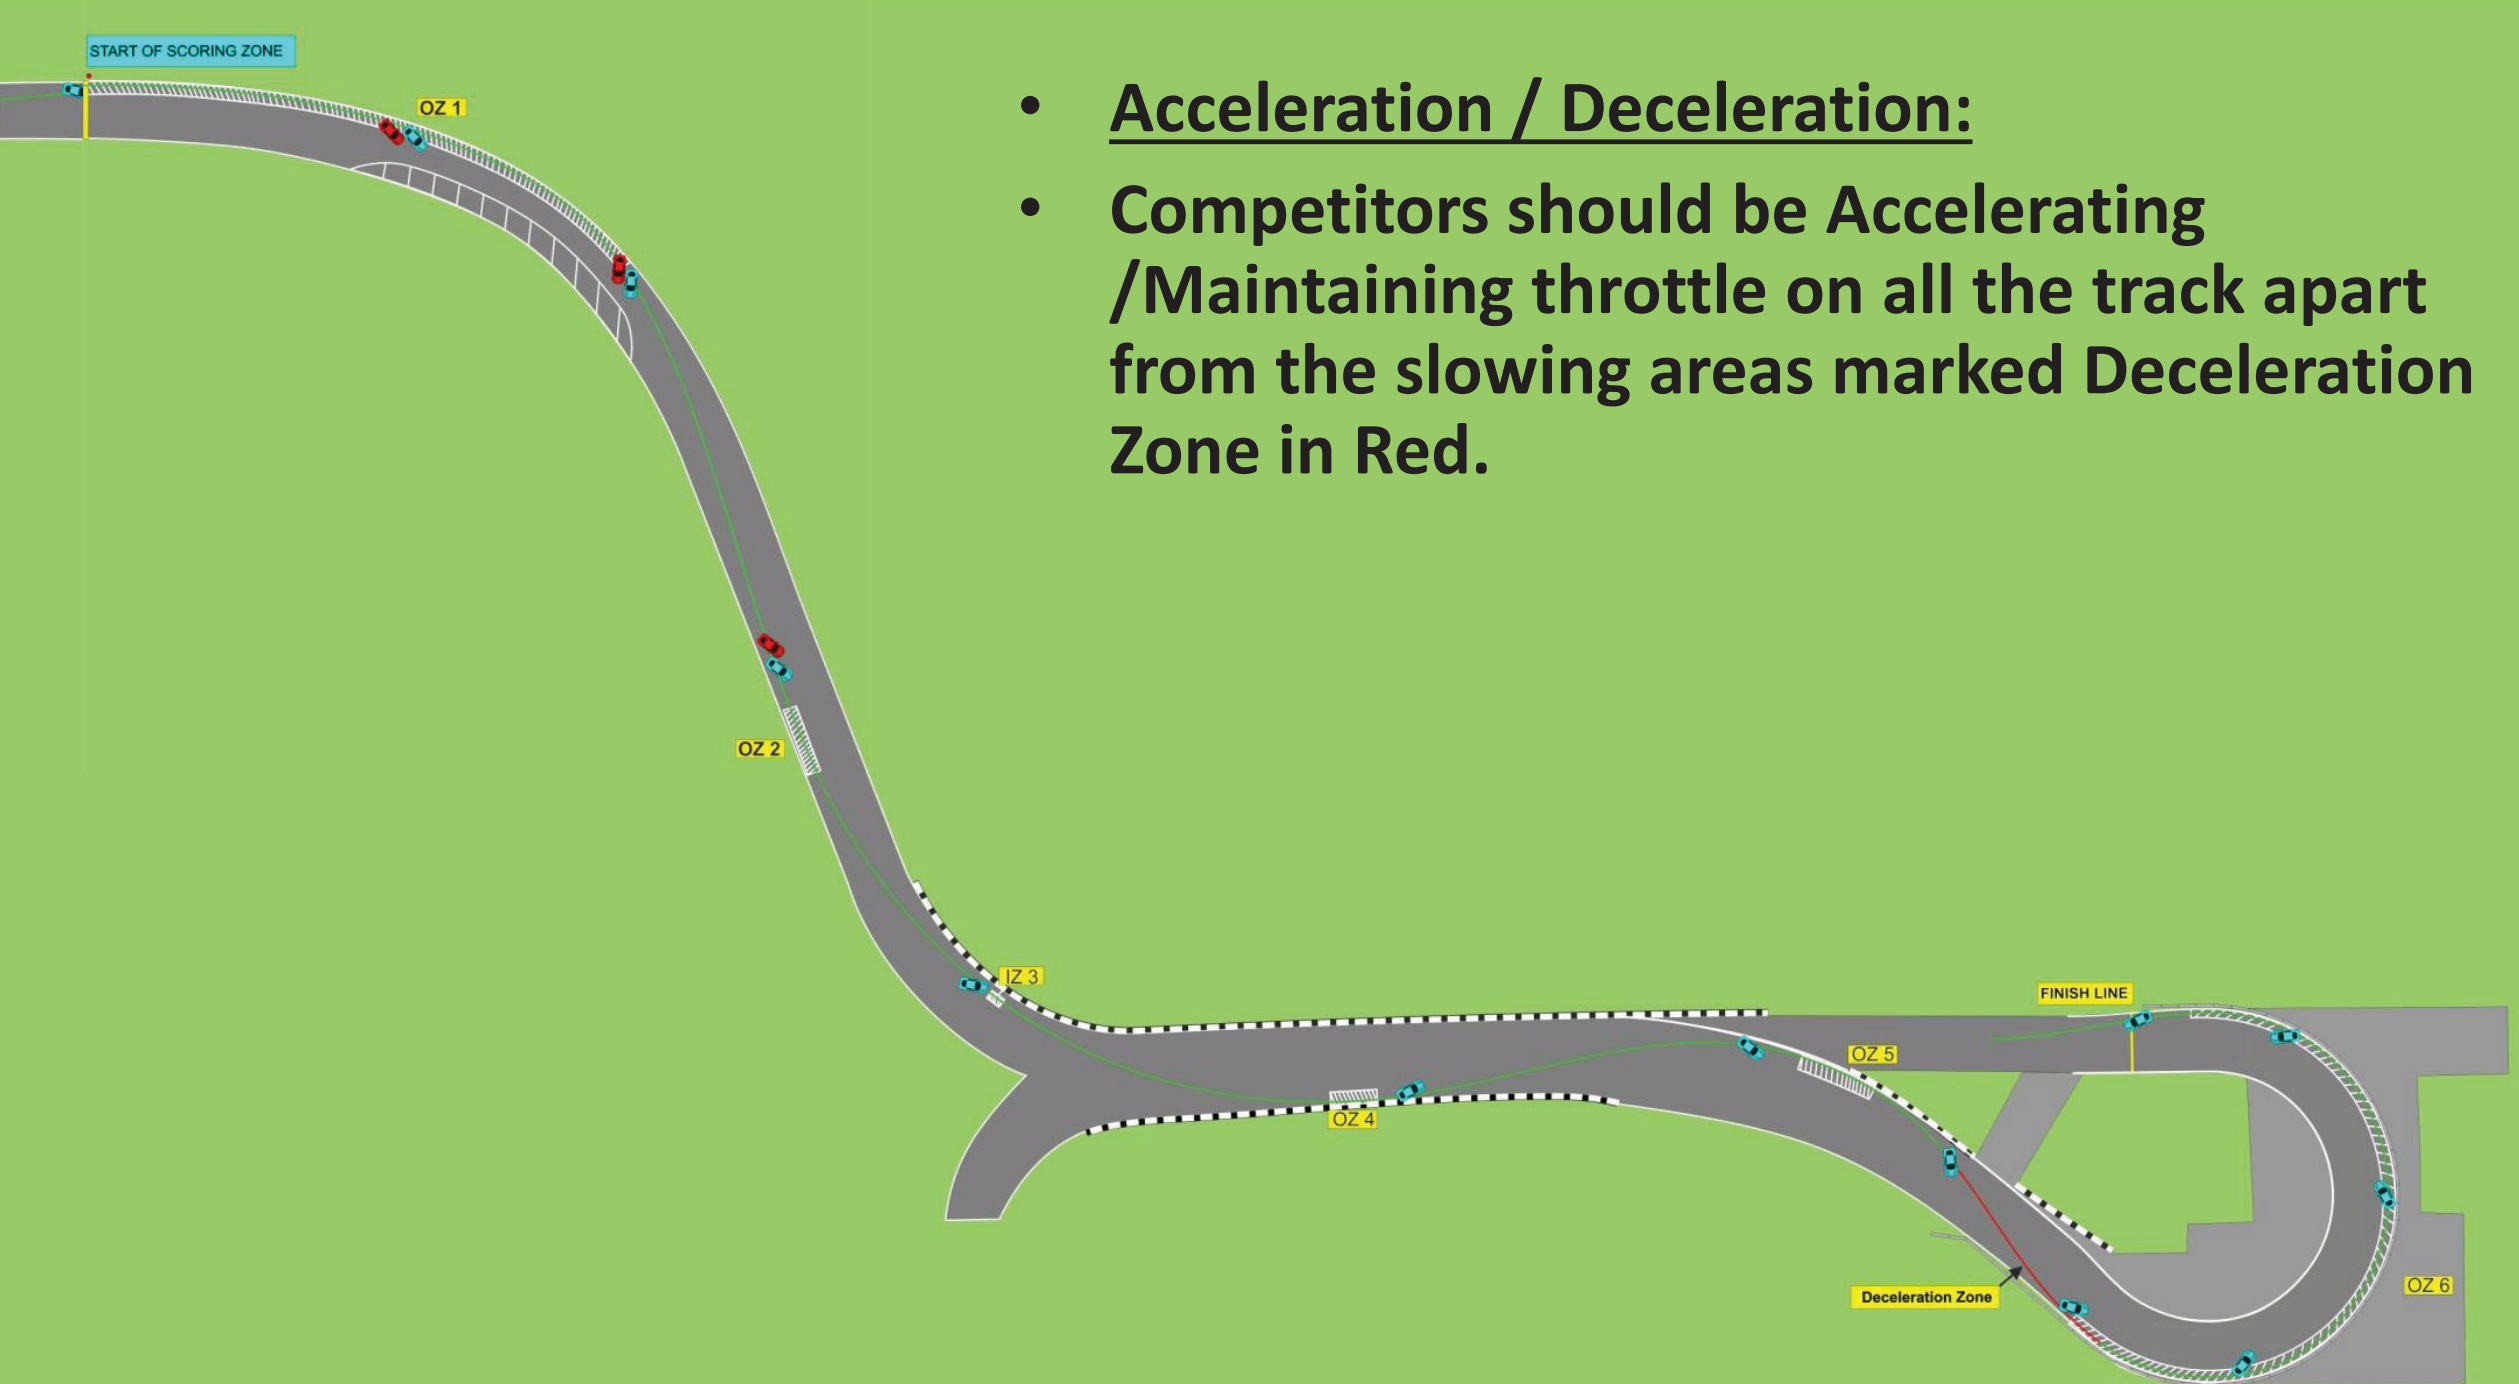 START OF SCORING ZONE
OZ 1
• Acceleration / Deceleration:
• Competitors should be Accelerating
/Maintaining throttle on all the track apart
from the slowing areas marked Deceleration
Zone in Red.
OZ 2
IZ 3
FINISH LINE
OZ 5
OZ 4
OZ 6
Deceleration Zone